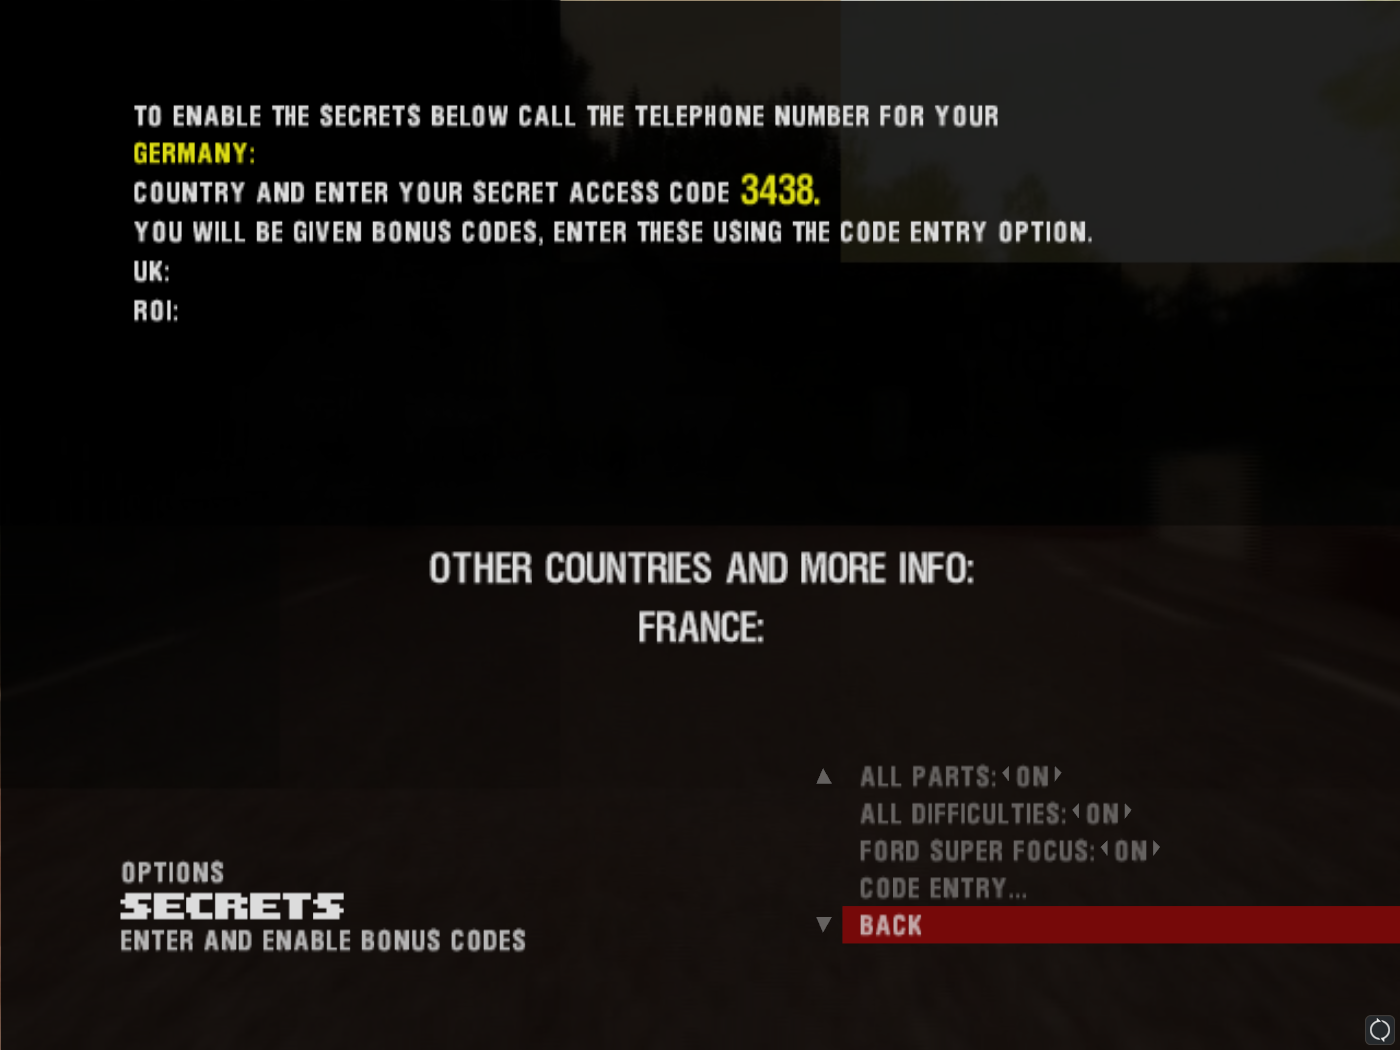 TO ENABLE THE SECRETS BELOW CALL THE TELEPHONE NUMBER FOR YOUR
GERMANY:
COUNTRY AND ENTER YOUR SECRET ACCESS CODE 3438.
YOU WILL BE GIVEN BONUS CODES, ENTER THESE USING THE CODE ENTRY OPTION.
UK:
ROI:
OTHER COUNTRIES AND MORE INFO:
FRANCE:
ALL PARTS: ON
ALL DIFFICULTIES: ON
FORD SUPER FOCUS: ON
CODE ENTRY...
BACK
OPTIONS
SECRETS
ENTER AND ENABLE BONUS CODES